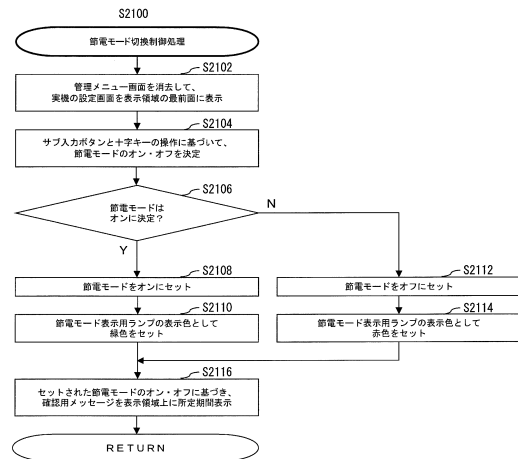 S2100
節電モード切換制御処理
S2102
管理メニュー画面を消去して、
実機の設定画面を表示領域の最前面に表示
S2104
サブ入力ボタンと十字キーの操作に基づいて、
節電モードのオン・オフを決定
S2106
節電モードは
オンに決定?
N
Y
S2108
節電モードをオンにセット
S2112
節電モードをオフにセット
S2110
節電モード表示用ランプの表示色として
緑色をセット
S2114
節電モード表示用ランプの表示色として
赤色をセット
S2116
セットされた節電モードのオン・オフに基づき、
確認用メッセージを表示領域上に所定期間表示
RETURN